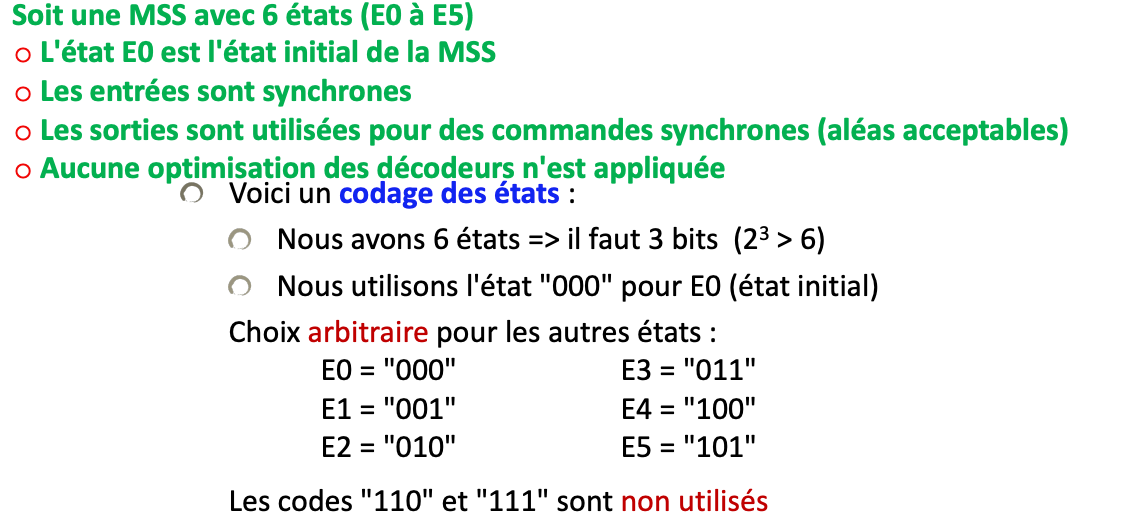 Soit une MSS avec 6 états (E0 à E5)
o L'état E0 est l'état initial de la MSS
o Les entrées sont synchrones
o Les sorties sont utilisées pour des commandes synchrones (aléas acceptables)
o Aucune optimisation des décodeurs n'est appliquée
Voici un codage des états :
Nous avons 6 états => il faut 3 bits (2³ > 6)
Nous utilisons l'état "000" pour E0 (état initial)
Choix arbitraire pour les autres états :
E0 = "000" E3 = "011"
E1 = "001" E4 = "100"
E2 = "010" E5 = "101"
Les codes "110" et "111" sont non utilisés